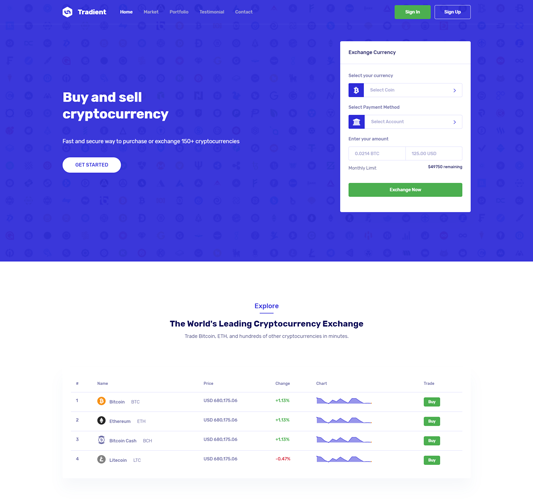 Tradient Home Market Portfolio Testimonial Contact Sign In Sign Up
Exchange Currency
Select your currency
Select Coin
Select Payment Method
Select Account
Enter your amount
0.0214 BTC 125.00 USD
Monthly Limit $49750 remaining
Exchange Now
Buy and sell
cryptocurrency
Fast and secure way to purchase or exchange 150+ cryptocurrencies
GET STARTED
Explore
The World's Leading Cryptocurrency Exchange
Trade Bitcoin, ETH, and hundreds of other cryptocurrencies in minutes.
# Name Price Change Chart Trade
1 Bitcoin BTC USD 680,175.06 +1.13% Buy
2 Ethereum ETH USD 680,175.06 +1.13% Buy
3 Bitcoin Cash BCH USD 680,175.06 +1.13% Buy
4 Litecoin LTC USD 680,175.06 -0.47% Buy